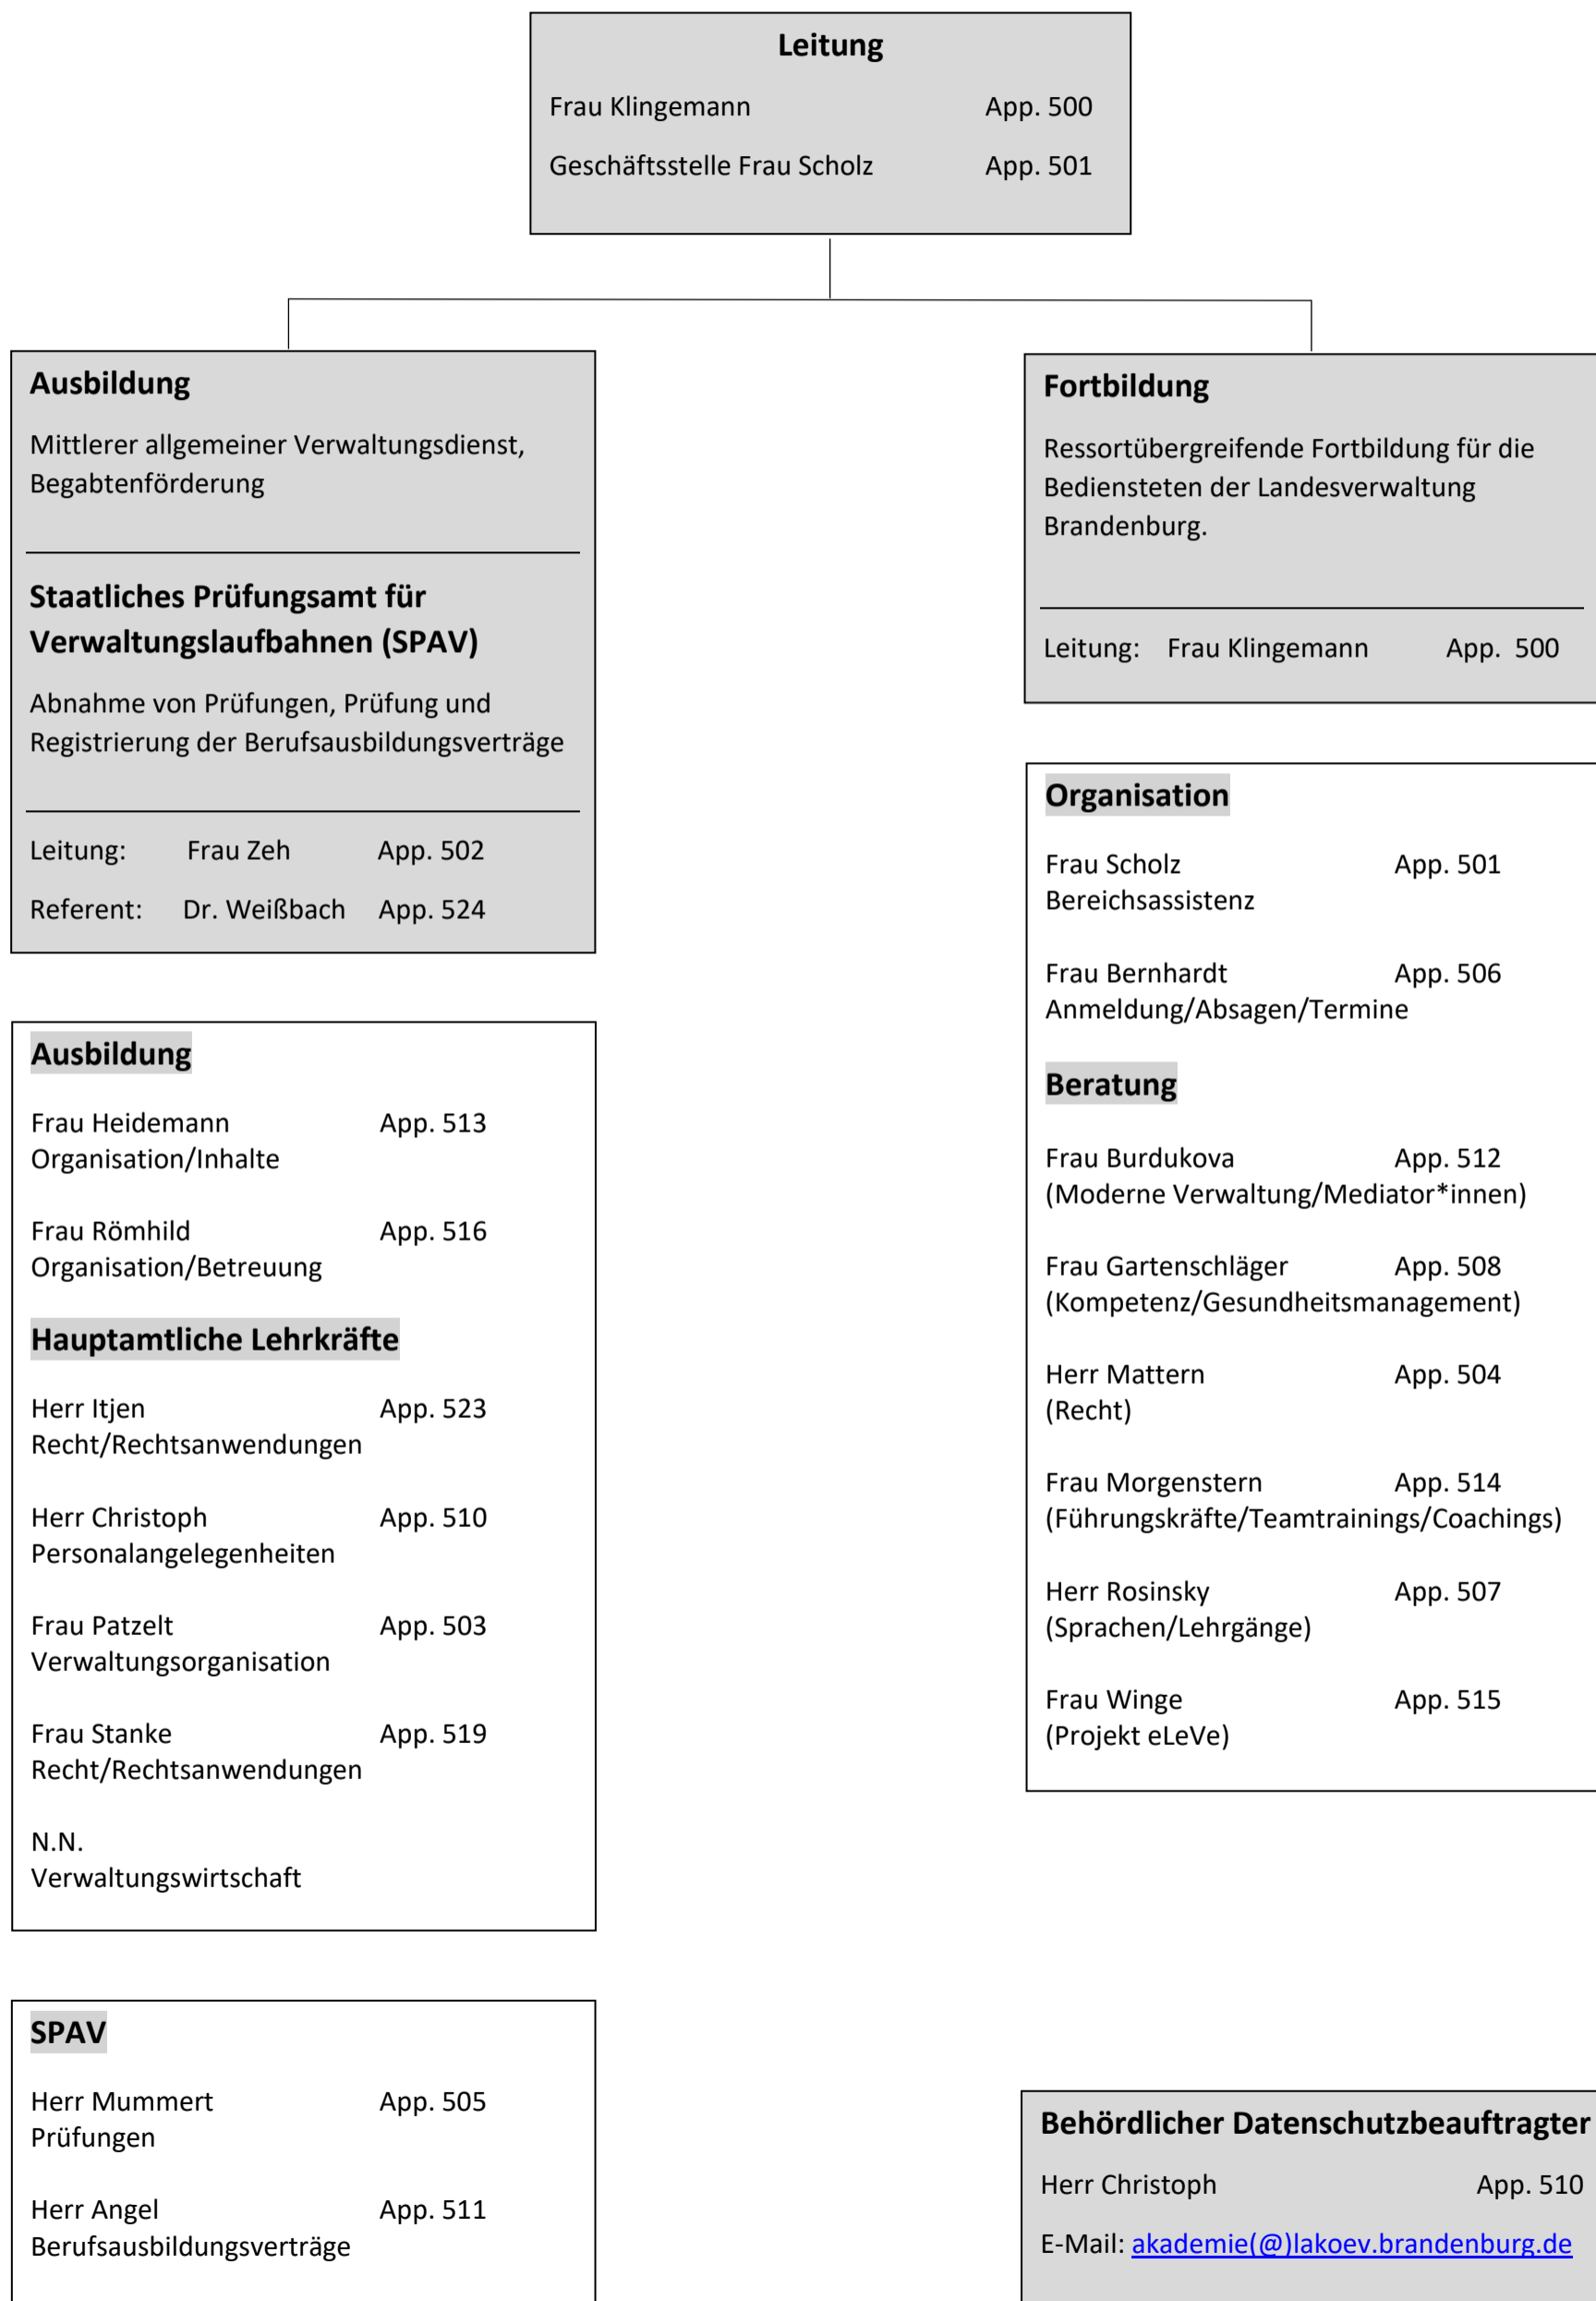 Leitung
Frau Klingemann App. 500
Geschäftsstelle Frau Scholz App. 501
Ausbildung
Mittlerer allgemeiner Verwaltungsdienst,
Begabtenförderung
Staatliches Prüfungsamt für
Verwaltungslaufbahnen (SPAV)
Abnahme von Prüfungen, Prüfung und
Registrierung der Berufsausbildungsverträge
Leitung: Frau Zeh App. 502
Referent: Dr. Weißbach App. 524
Ausbildung
Frau Heidemann App. 513
Organisation/Inhalte
Frau Römhild App. 516
Organisation/Betreuung
Hauptamtliche Lehrkräfte
Herr Itjen App. 523
Recht/Rechtsanwendungen
Herr Christoph App. 510
Personalangelegenheiten
Frau Patzelt App. 503
Verwaltungsorganisation
Frau Stanke App. 519
Recht/Rechtsanwendungen
N.N.
Verwaltungswirtschaft
SPAV
Herr Mummert App. 505
Prüfungen
Herr Angel App. 511
Berufsausbildungsverträge
Fortbildung
Ressortübergreifende Fortbildung für die
Bediensteten der Landesverwaltung
Brandenburg.
Leitung: Frau Klingemann App. 500
Organisation
Frau Scholz App. 501
Bereichsassistenz
Frau Bernhardt App. 506
Anmeldung/Absagen/Termine
Beratung
Frau Burdukova App. 512
(Moderne Verwaltung/Mediator*innen)
Frau Gartenschläger App. 508
(Kompetenz/Gesundheitsmanagement)
Herr Mattern App. 504
(Recht)
Frau Morgenstern App. 514
(Führungskräfte/Teamtrainings/Coachings)
Herr Rosinsky App. 507
(Sprachen/Lehrgänge)
Frau Winge App. 515
(Projekt eLeVe)
Behördlicher Datenschutzbeauftragter
Herr Christoph App. 510
E-Mail: akademie(@)lakoev.brandenburg.de